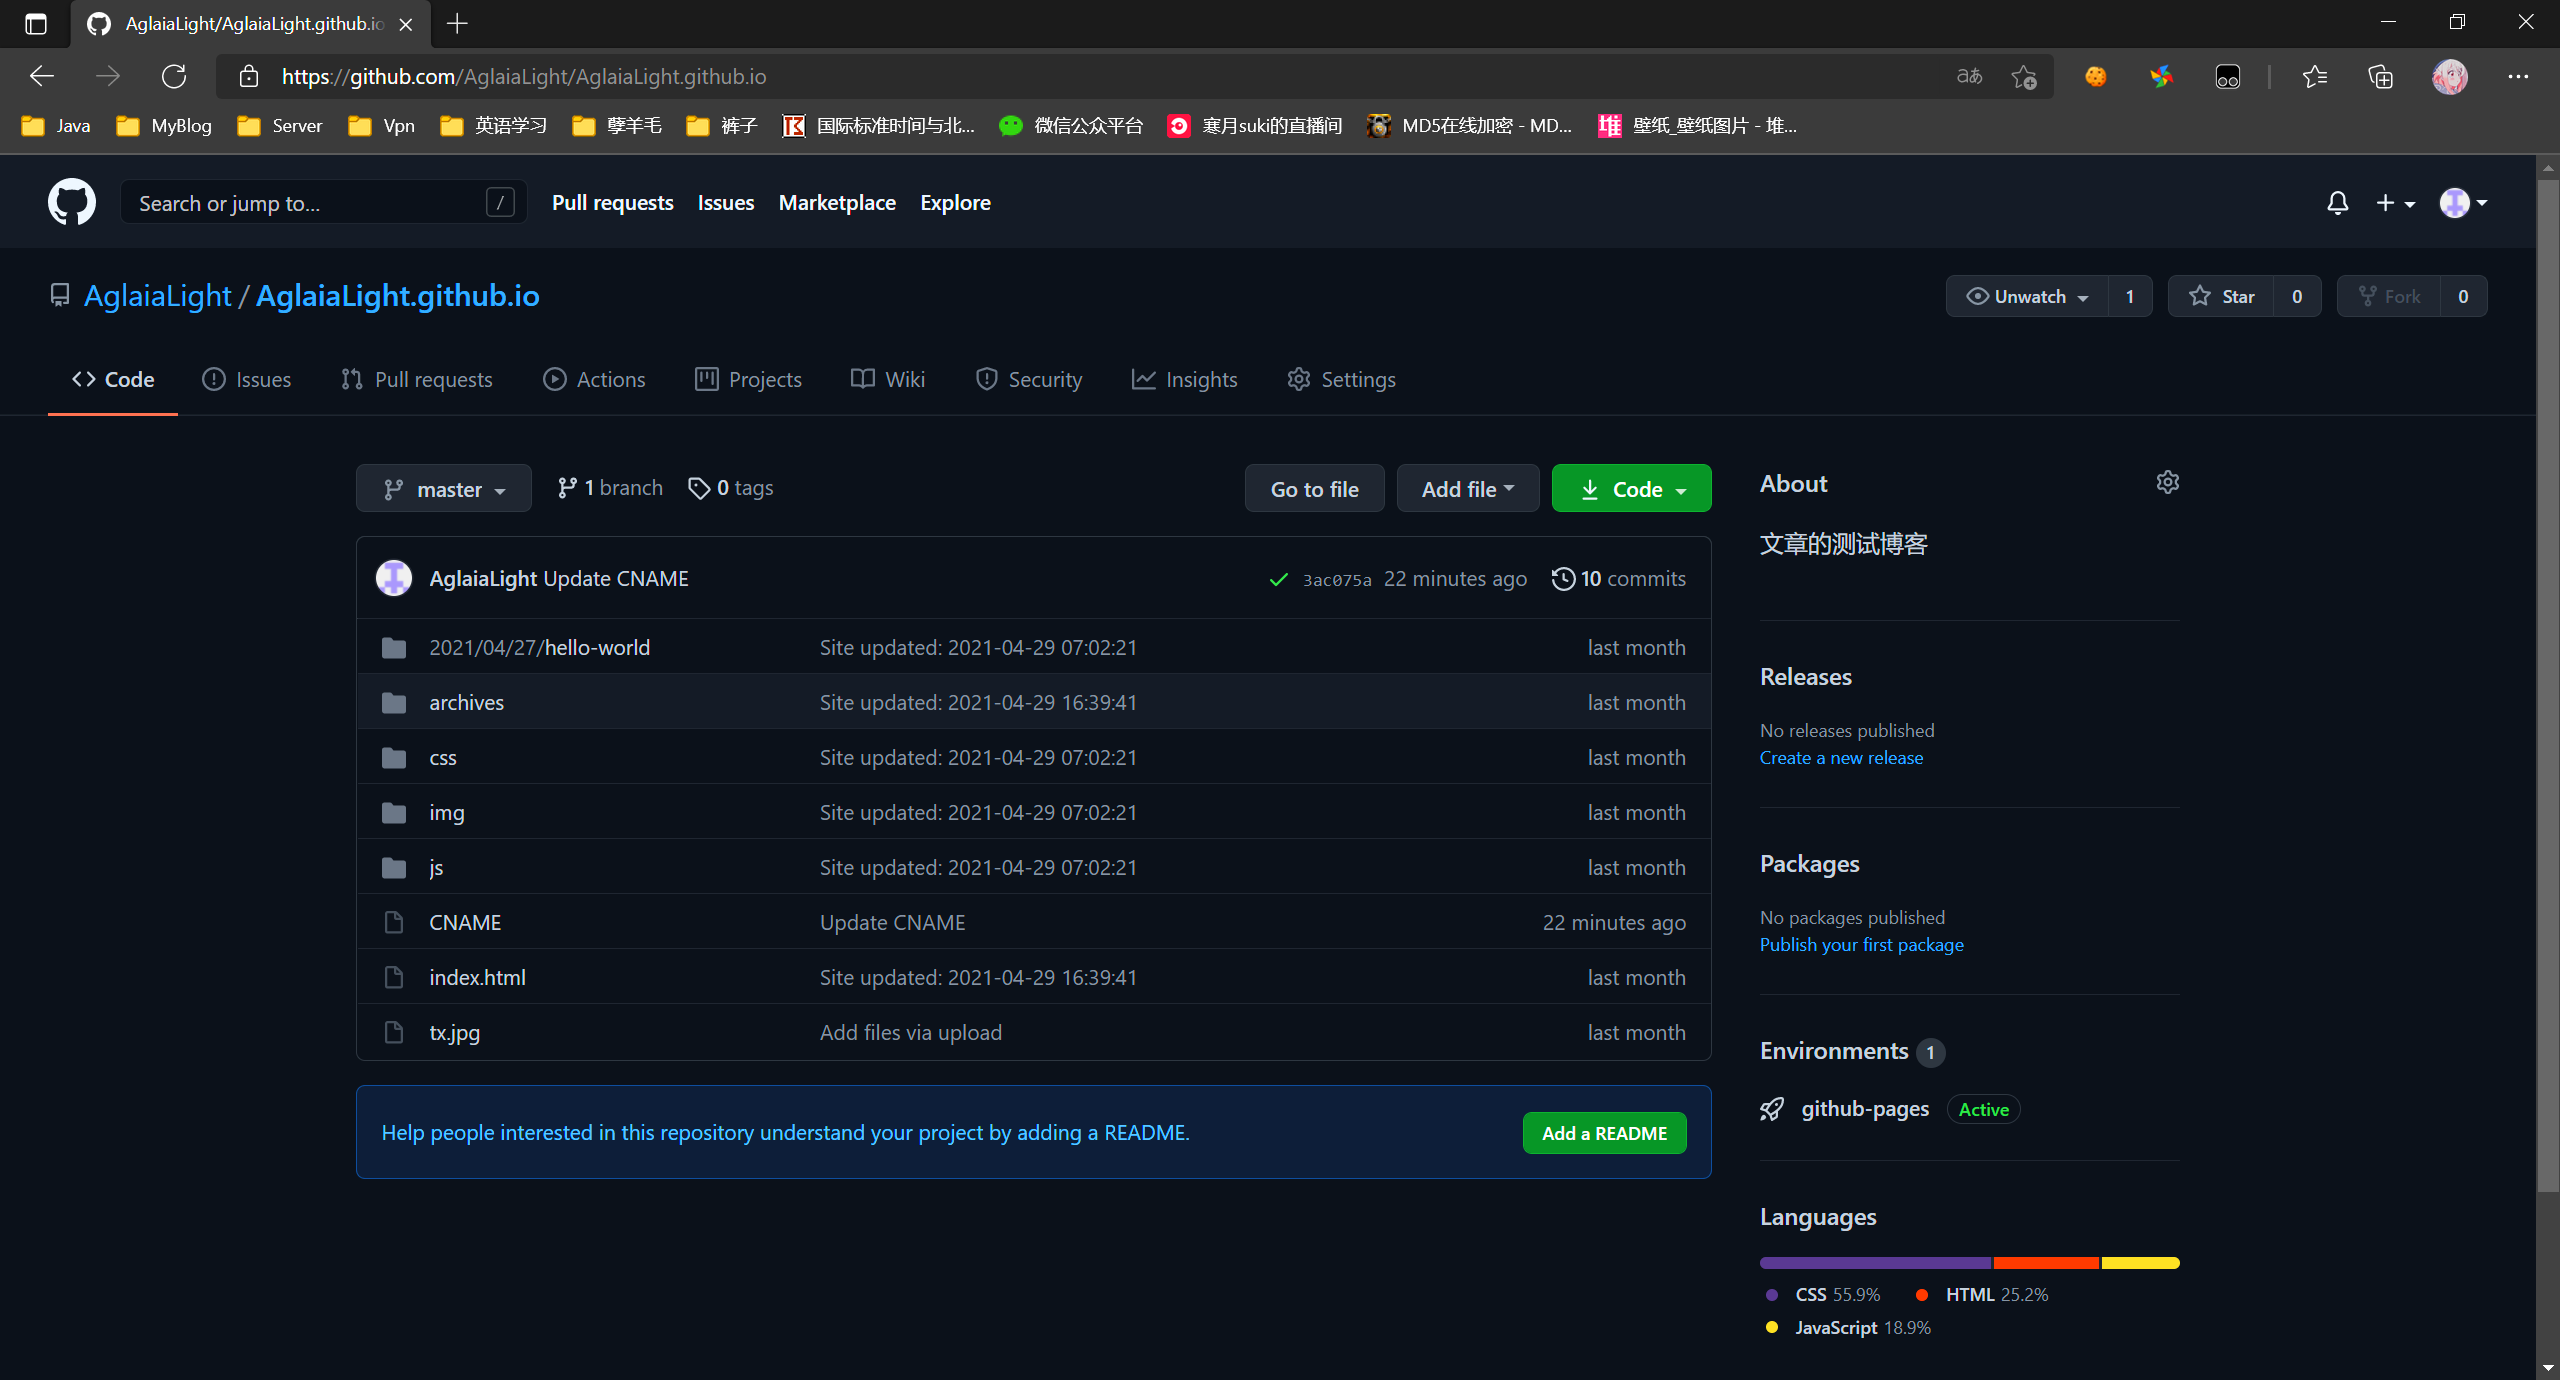 AglaiaLight/AglaiaLight.github.io
https://github.com/AglaiaLight/AglaiaLight.github.io
Java MyBlog Server Vpn 英语学习 孽羊毛 裤子 国际标准时间与北... 微信公众平台 寒月suki的直播间 MD5在线加密 - MD... 壁纸_壁纸图片 - 堆...
Search or jump to... / Pull requests Issues Marketplace Explore
AglaiaLight / AglaiaLight.github.io Unwatch 1 Star 0 Fork 0
Code Issues Pull requests Actions Projects Wiki Security Insights Settings
master 1 branch 0 tags Go to file Add file Code
AglaiaLight Update CNAME 3ac075a 22 minutes ago 10 commits
2021/04/27/hello-world Site updated: 2021-04-29 07:02:21 last month
archives Site updated: 2021-04-29 16:39:41 last month
css Site updated: 2021-04-29 07:02:21 last month
img Site updated: 2021-04-29 07:02:21 last month
js Site updated: 2021-04-29 07:02:21 last month
CNAME Update CNAME 22 minutes ago
index.html Site updated: 2021-04-29 16:39:41 last month
tx.jpg Add files via upload last month
Help people interested in this repository understand your project by adding a README. Add a README
About
文章的测试博客
Releases
No releases published
Create a new release
Packages
No packages published
Publish your first package
Environments 1
github-pages Active
Languages
CSS 55.9% HTML 25.2%
JavaScript 18.9%